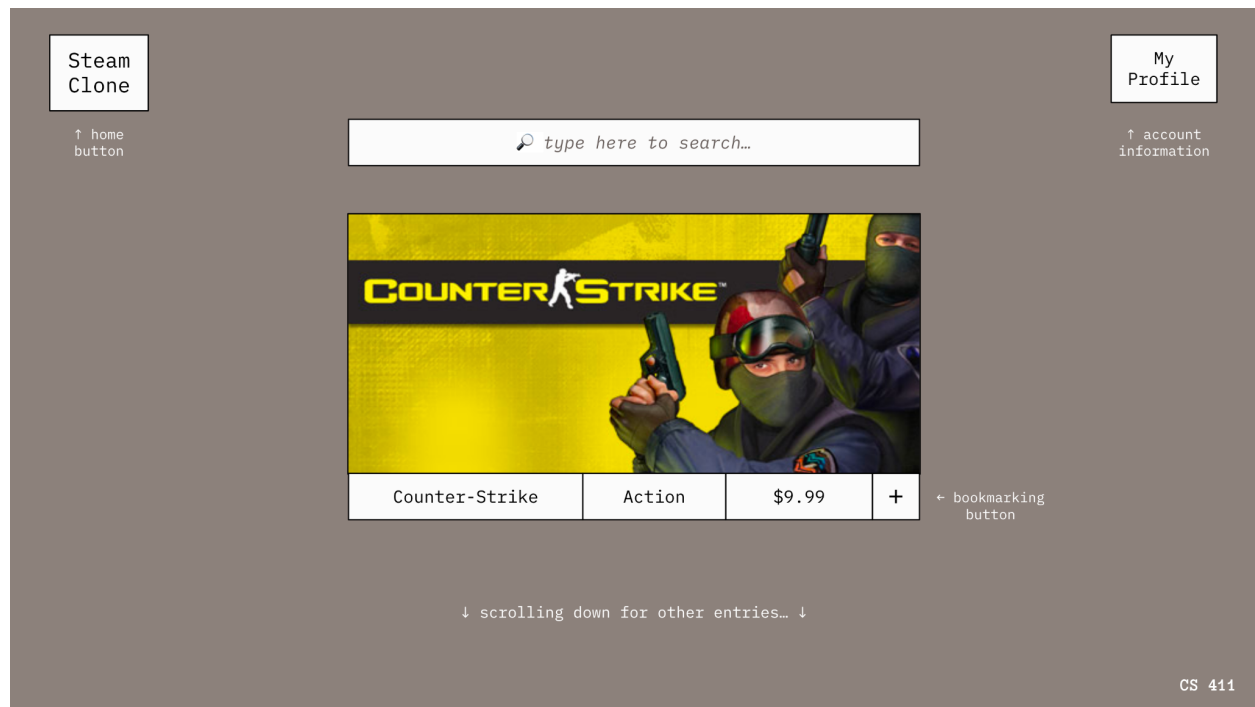 Steam
Clone
My
Profile
↑ home
button
↑ account
information
🔎 type here to search…
COUNTER STRIKE™
Counter-Strike
Action
$9.99
+
← bookmarking
button
↓ scrolling down for other entries… ↓
CS 411